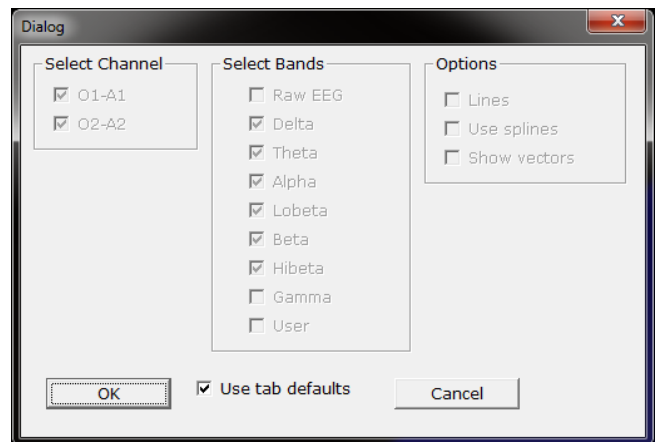 Dialog
Select Channel
O1-A1
O2-A2
Select Bands
Raw EEG
Delta
Theta
Alpha
Lobeta
Beta
Hibeta
Gamma
User
Options
Lines
Use splines
Show vectors
OK
Use tab defaults
Cancel